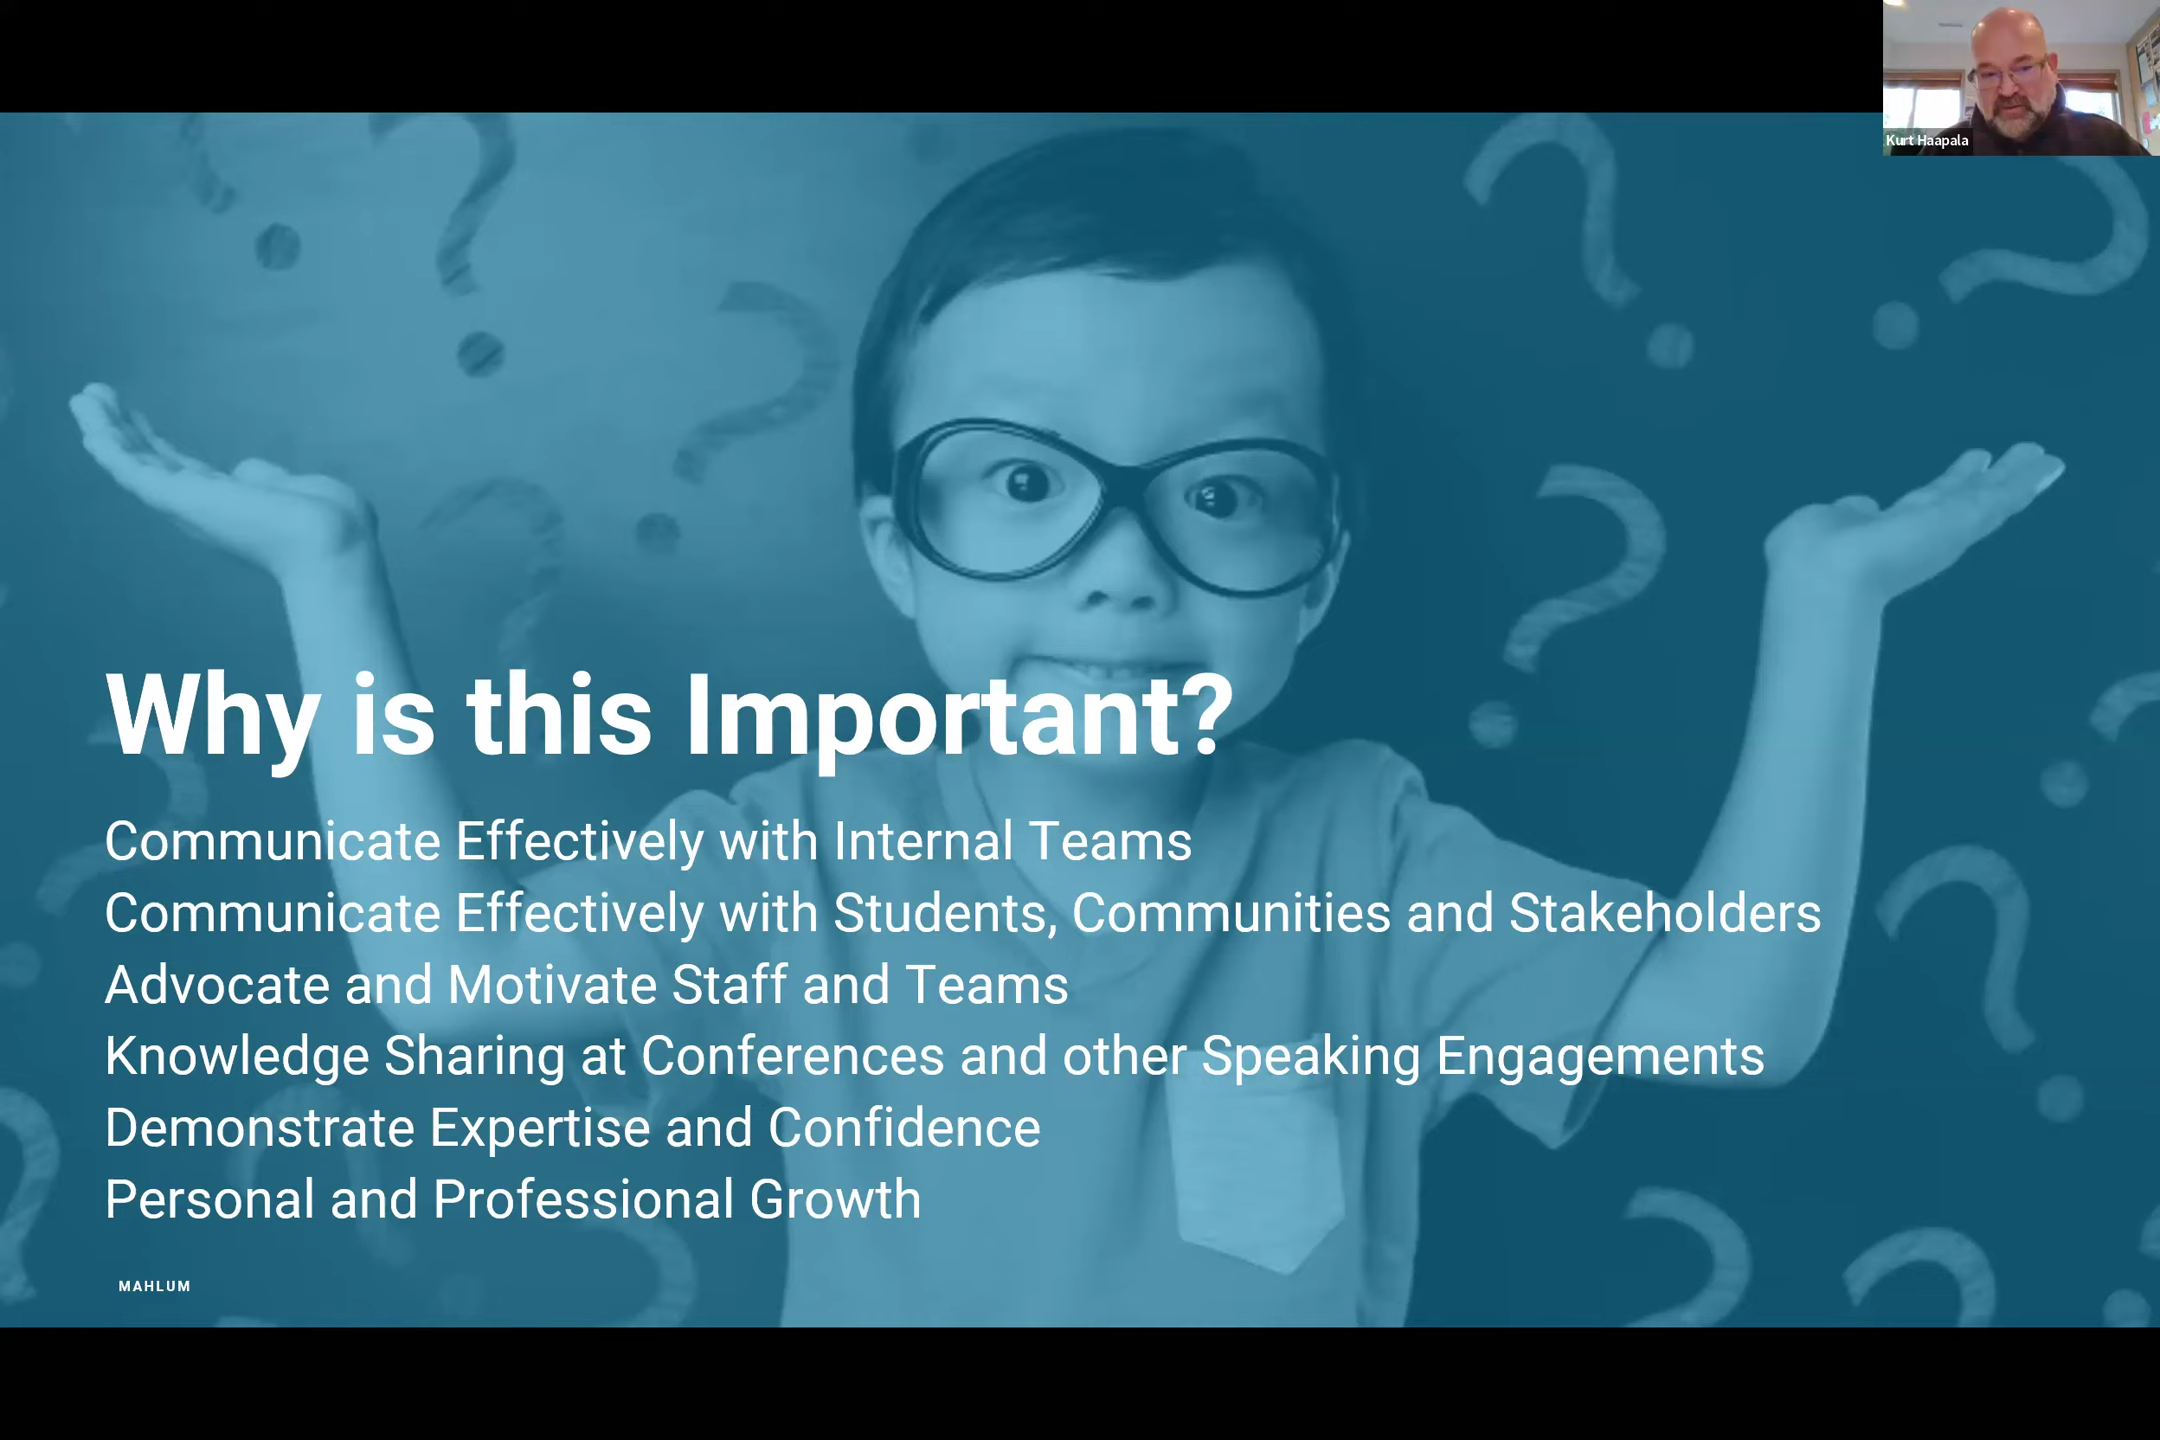 Kurt Haapala
Why is this Important?
Communicate Effectively with Internal Teams
Communicate Effectively with Students, Communities and Stakeholders
Advocate and Motivate Staff and Teams
Knowledge Sharing at Conferences and other Speaking Engagements
Demonstrate Expertise and Confidence
Personal and Professional Growth
MAHLUM